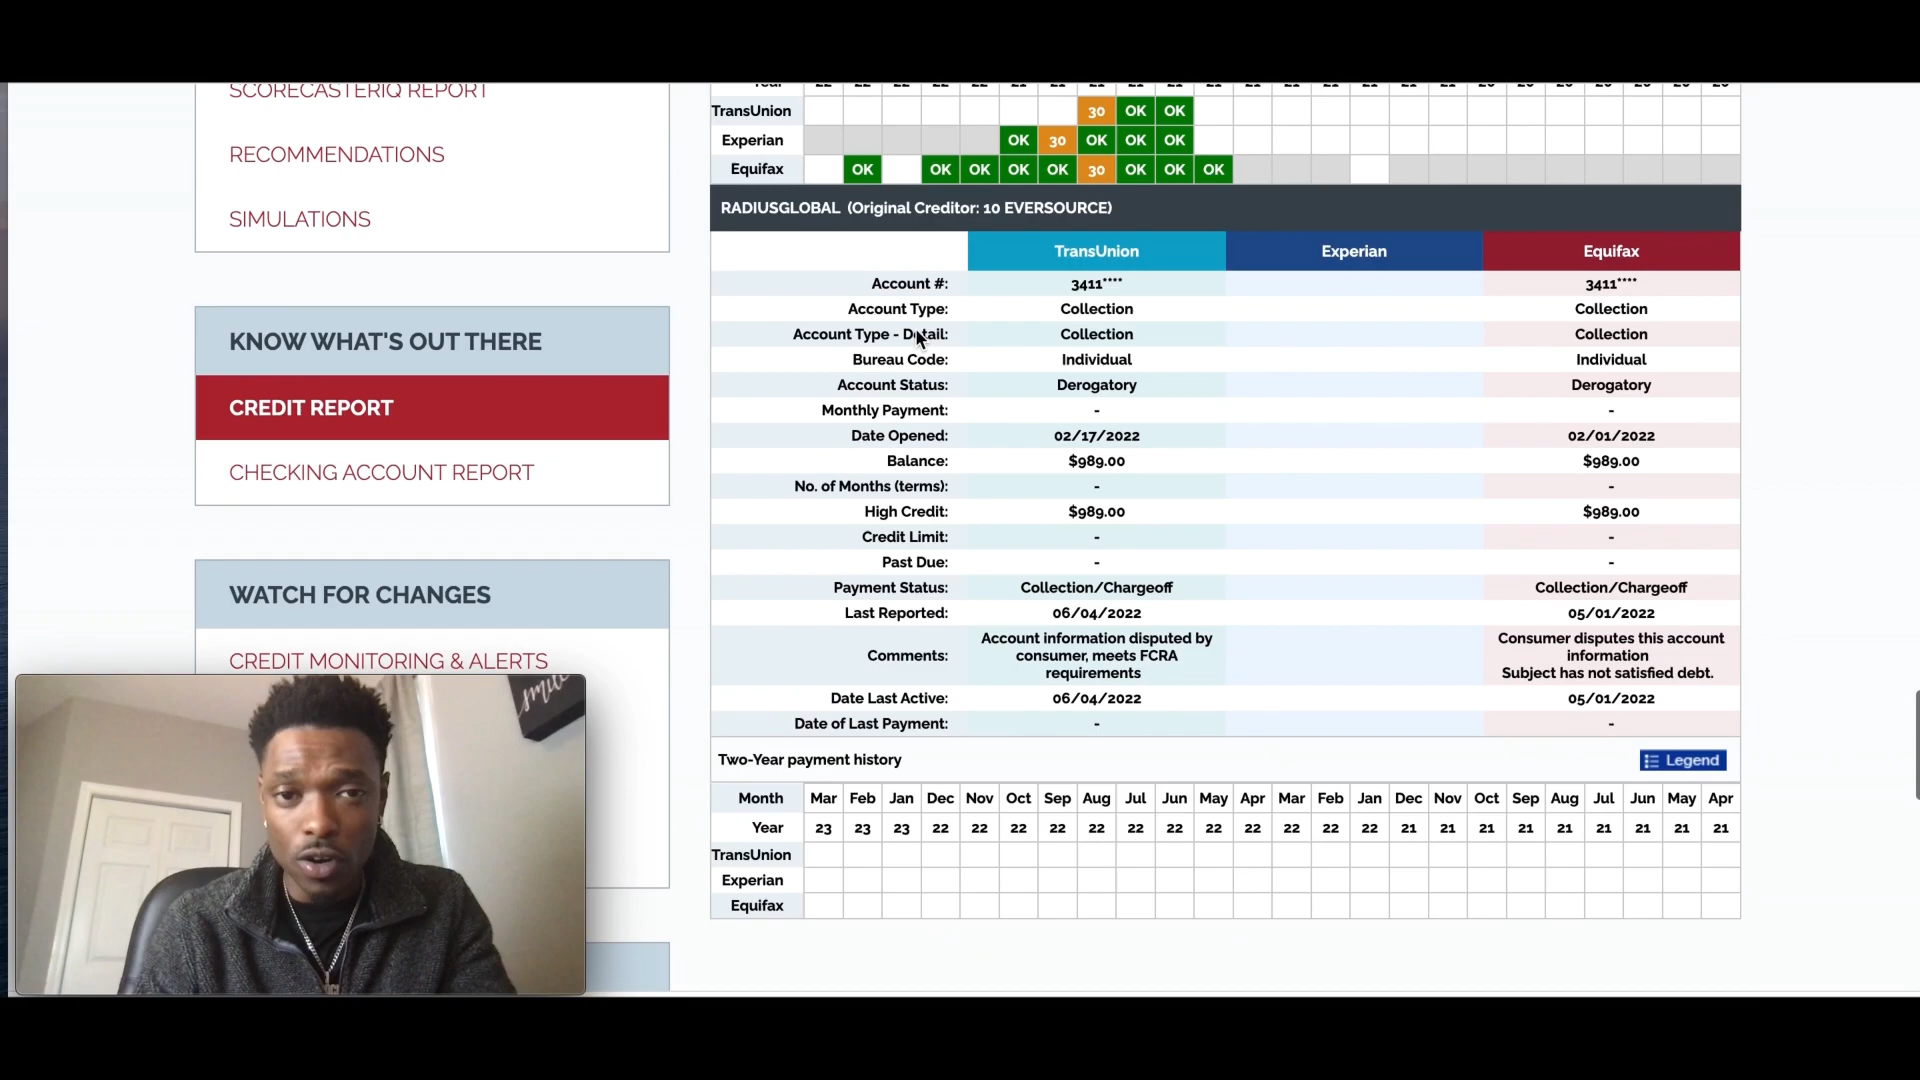 SCORECASTERIQ REPORT
RECOMMENDATIONS
SIMULATIONS
KNOW WHAT'S OUT THERE
CREDIT REPORT
CHECKING ACCOUNT REPORT
WATCH FOR CHANGES
CREDIT MONITORING & ALERTS
smile
TransUnion 30 OK OK
Experian OK 30 OK OK OK
Equifax OK OK OK OK OK 30 OK OK OK
RADIUSGLOBAL (Original Creditor: 10 EVERSOURCE)
TransUnion Experian Equifax
Account #: 3411**** 3411****
Account Type: Collection Collection
Account Type - Detail: Collection Collection
Bureau Code: Individual Individual
Account Status: Derogatory Derogatory
Monthly Payment: - -
Date Opened: 02/17/2022 02/01/2022
Balance: $989.00 $989.00
No. of Months (terms): - -
High Credit: $989.00 $989.00
Credit Limit: - -
Past Due: - -
Payment Status: Collection/Chargeoff Collection/Chargeoff
Last Reported: 06/04/2022 05/01/2022
Comments: Account information disputed by consumer, meets FCRA requirements Consumer disputes this account information Subject has not satisfied debt.
Date Last Active: 06/04/2022 05/01/2022
Date of Last Payment: - -
Two-Year payment history Legend
Month Mar Feb Jan Dec Nov Oct Sep Aug Jul Jun May Apr Mar Feb Jan Dec Nov Oct Sep Aug Jul Jun May Apr
Year 23 23 23 22 22 22 22 22 22 22 22 22 22 22 22 21 21 21 21 21 21 21 21 21
TransUnion
Experian
Equifax